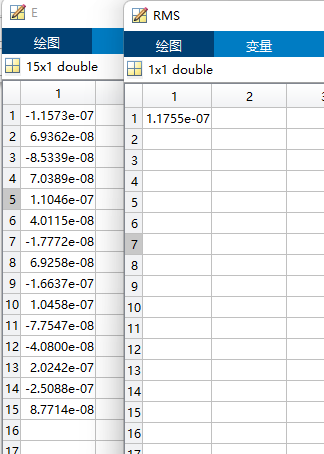 E
绘图
15x1 double
1
1 -1.1573e-07
2 6.9362e-08
3 -8.5339e-08
4 7.0389e-08
5 1.1046e-07
6 4.0115e-08
7 -1.7772e-08
8 6.9258e-08
9 -1.6637e-07
10 1.0458e-07
11 -7.7547e-08
12 -4.0800e-08
13 2.0242e-07
14 -2.5088e-07
15 8.7714e-08
16
17
RMS
绘图 变量
1x1 double
1 2 3
1 1.1755e-07
2
3
4
5
6
7
8
9
10
11
12
13
14
15
16
17